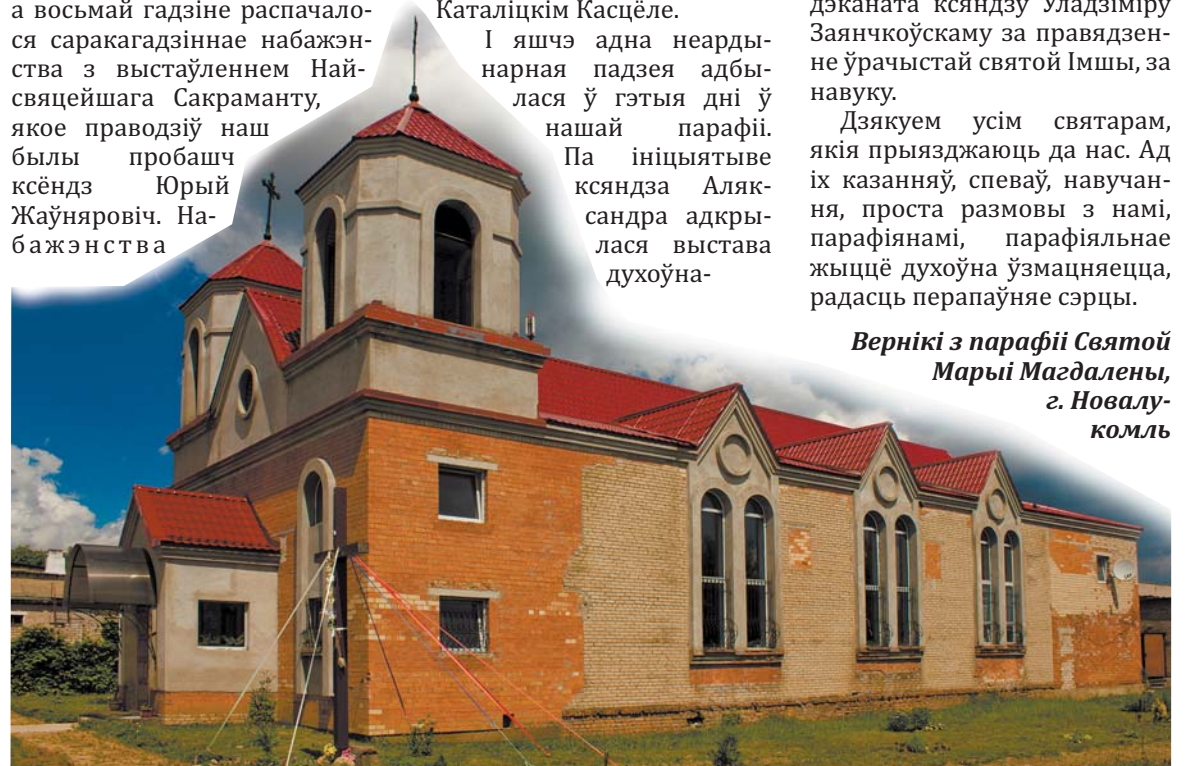 а восьмай гадзіне распачало-
ся саракагадзіннае набажэн-
ства з выстаўленнем Най-
свяцейшага Сакраманту,
якое праводзіў наш
былы пробашч
ксёндз Юрый
Жаўняровіч. На-
бажэнства
Каталіцкім Касцёле.
І яшчэ адна неарды-
нарная падзея адбы-
лася ў гэтыя дні ў
нашай парафіі.
Па ініцыятыве
ксяндза Аляк-
сандра адкры-
лася выстава
духоўна-
дэканата ксяндзу Уладзіміру
Заянчкоўскаму за правядзен-
не ўрачыстай святой Імшы, за
навуку.
Дзякуем усім святарам,
якія прыязджаюць да нас. Ад
іх казанняў, спеваў, навучан-
ня, проста размовы з намі,
парафіянамі, парафіяльнае
жыццё духоўна ўзмацняецца,
радасць перапаўняе сэрцы.
Вернікі з парафіі Святой
Марыі Магдалены,
г. Новалу-
комль